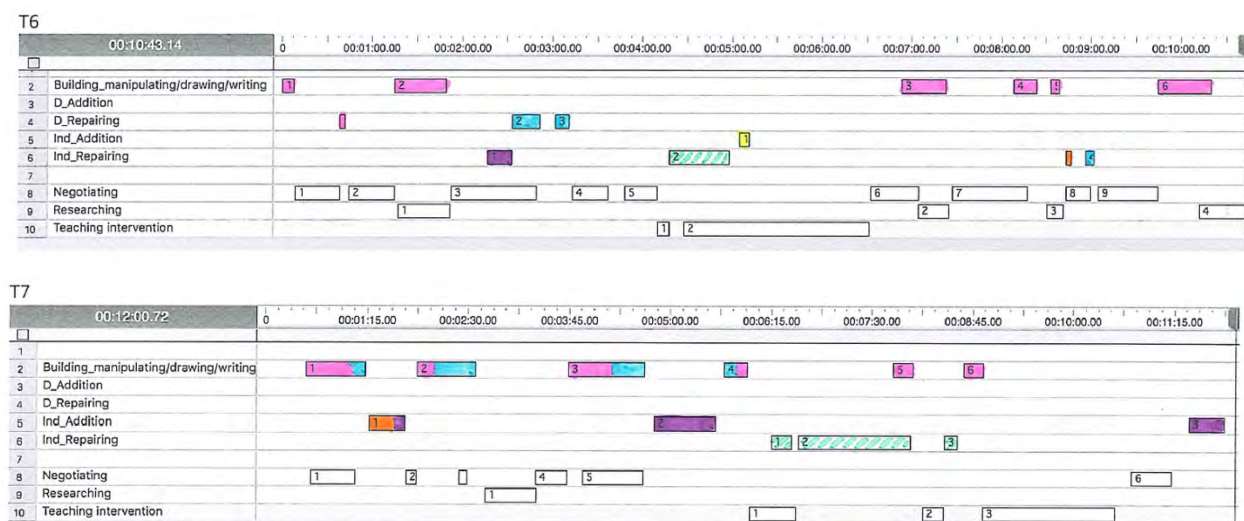 T6
00:10:43.14 0 00:01:00.00 00:02:00.00 00:03:00.00 00:04:00.00 00:05:00.00 00:06:00.00 00:07:00.00 00:08:00.00 00:09:00.00 00:10:00.00
2 Building_manipulating/drawing/writing 1 2 3 4 5 6
3 D_Addition
4 D_Repairing 2 3
5 Ind_Addition 1
6 Ind_Repairing 1 2 4
7
8 Negotiating 1 2 3 4 5 6 7 8 9
9 Researching 1 2 3 4
10 Teaching intervention 1 2
T7
00:12:00.72 0 00:01:15.00 00:02:30.00 00:03:45.00 00:05:00.00 00:06:15.00 00:07:30.00 00:08:45.00 00:10:00.00 00:11:15.00
1
2 Building_manipulating/drawing/writing 1 2 3 4 5 6
3 D_Addition
4 D_Repairing
5 Ind_Addition 1 2 3
6 Ind_Repairing 1 2 3
7
8 Negotiating 1 2 4 5 6
9 Researching 1
10 Teaching intervention 1 2 3